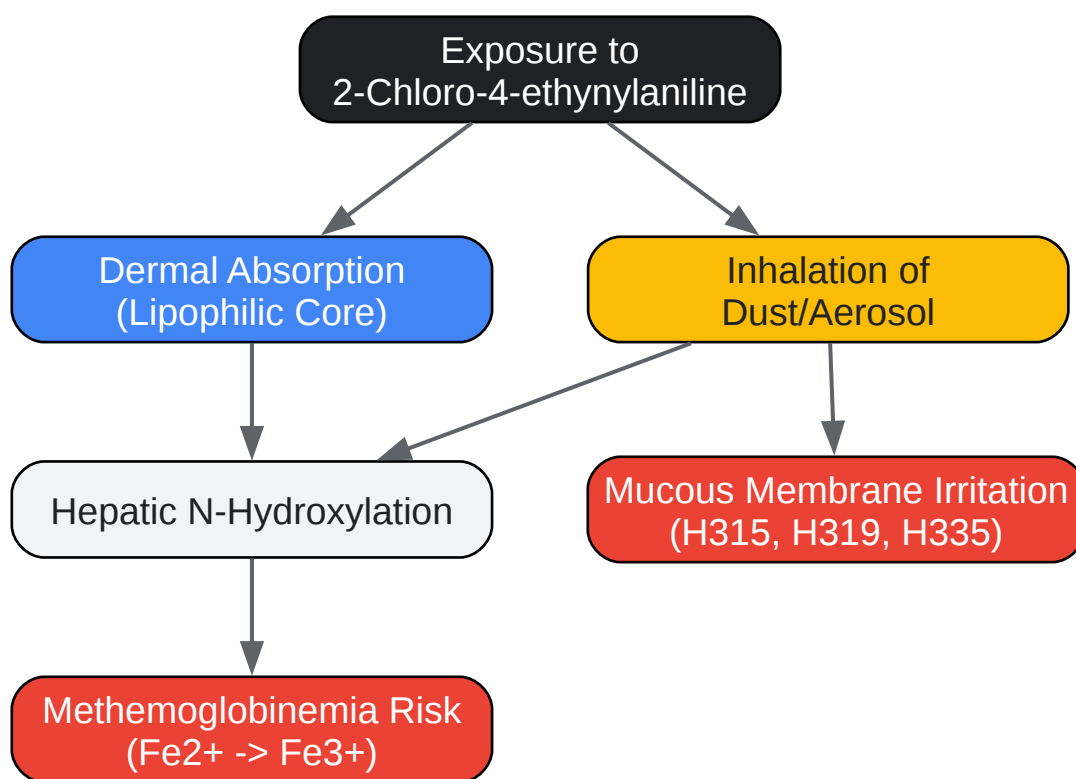 Exposure to
2-Chloro-4-ethynylaniline
Dermal Absorption
(Lipophilic Core)
Inhalation of
Dust/Aerosol
Hepatic N-Hydroxylation
Mucous Membrane Irritation
(H315, H319, H335)
Methemoglobinemia Risk
(Fe2+ -> Fe3+)